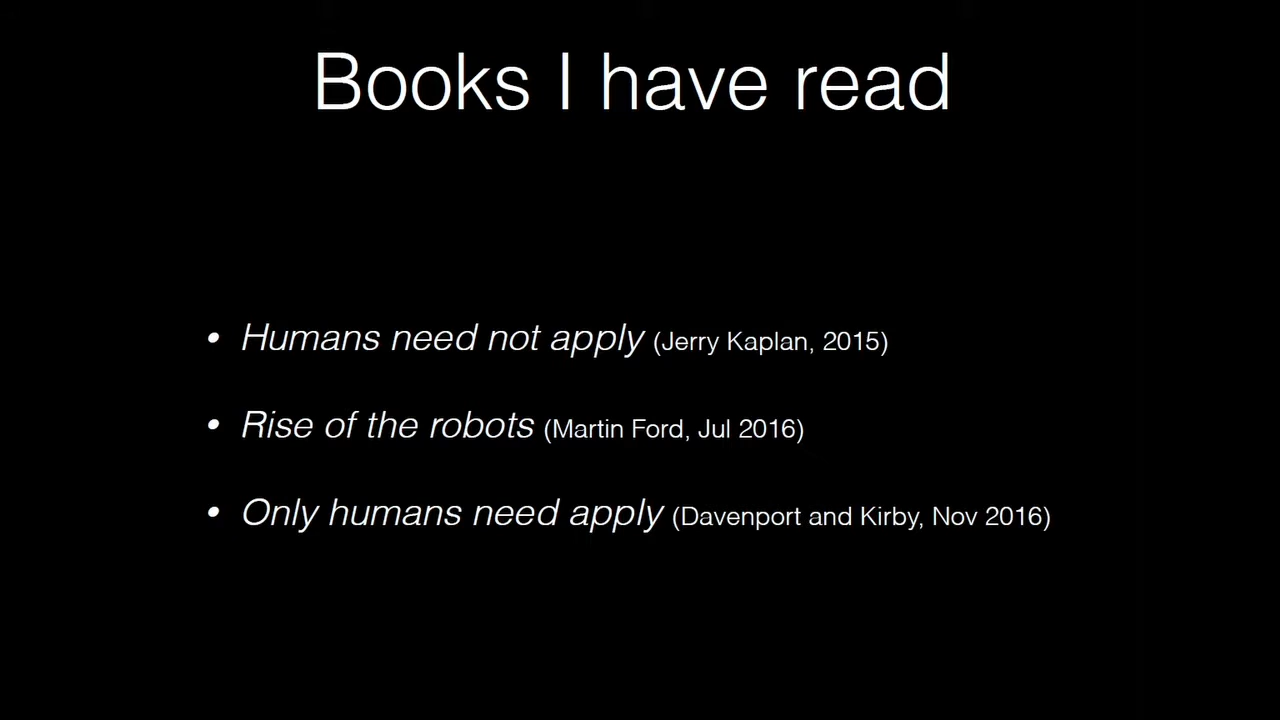 Books I have read
• Humans need not apply (Jerry Kaplan, 2015)
• Rise of the robots (Martin Ford, Jul 2016)
• Only humans need apply (Davenport and Kirby, Nov 2016)